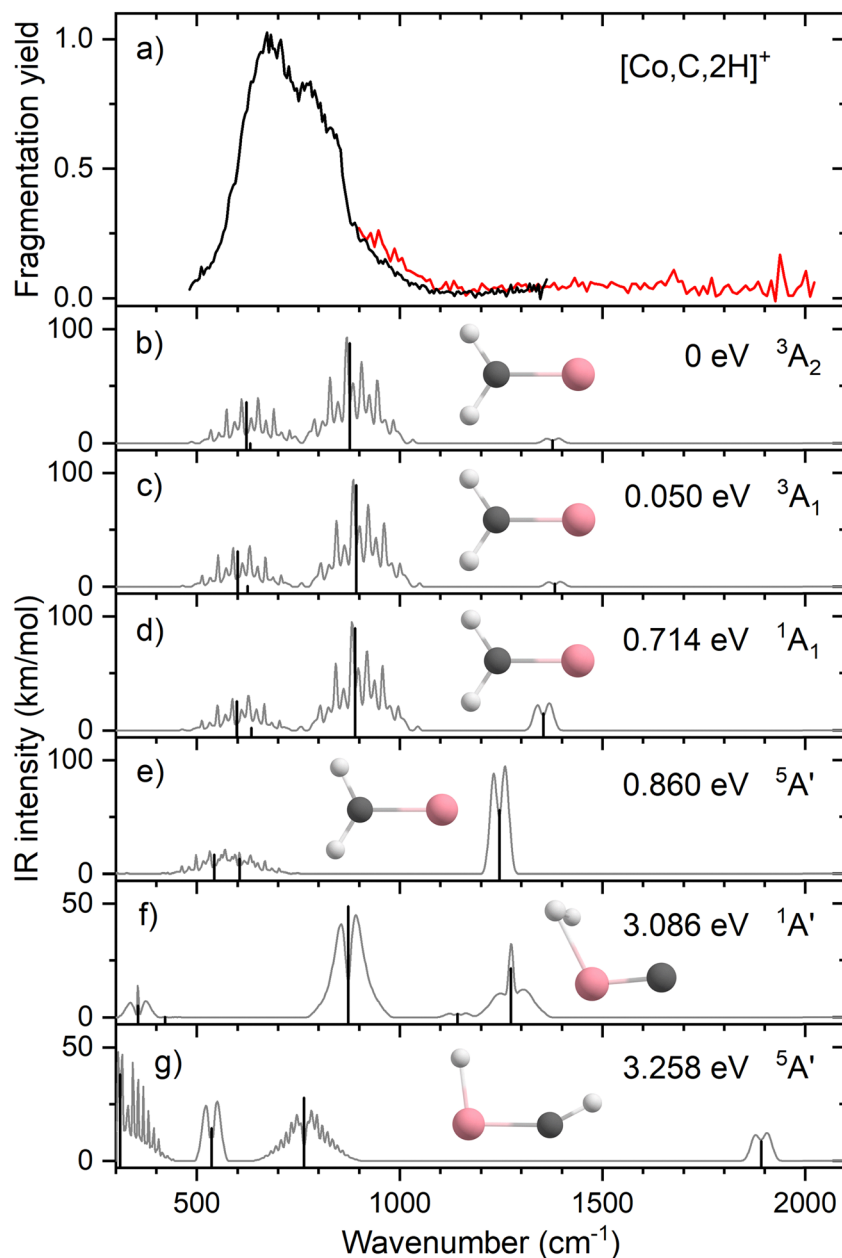 a)
[Co,C,2H]⁺
Fragmentation yield
1.0
0.5
0.0
b)
0 eV ³A₂
100
0
c)
0.050 eV ³A₁
100
0
d)
0.714 eV ¹A₁
100
0
e)
0.860 eV ⁵A'
100
0
f)
3.086 eV ¹A'
50
0
g)
3.258 eV ⁵A'
50
0
IR intensity (km/mol)
500 1000 1500 2000
Wavenumber (cm⁻¹)